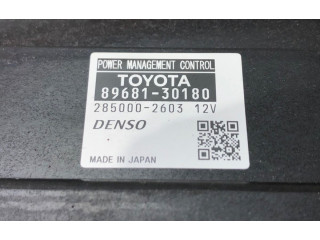 POWER MANAGEMENT CONTROL
TOYOTA
89681-30180
285000-2603 12V
DENSO
MADE IN JAPAN